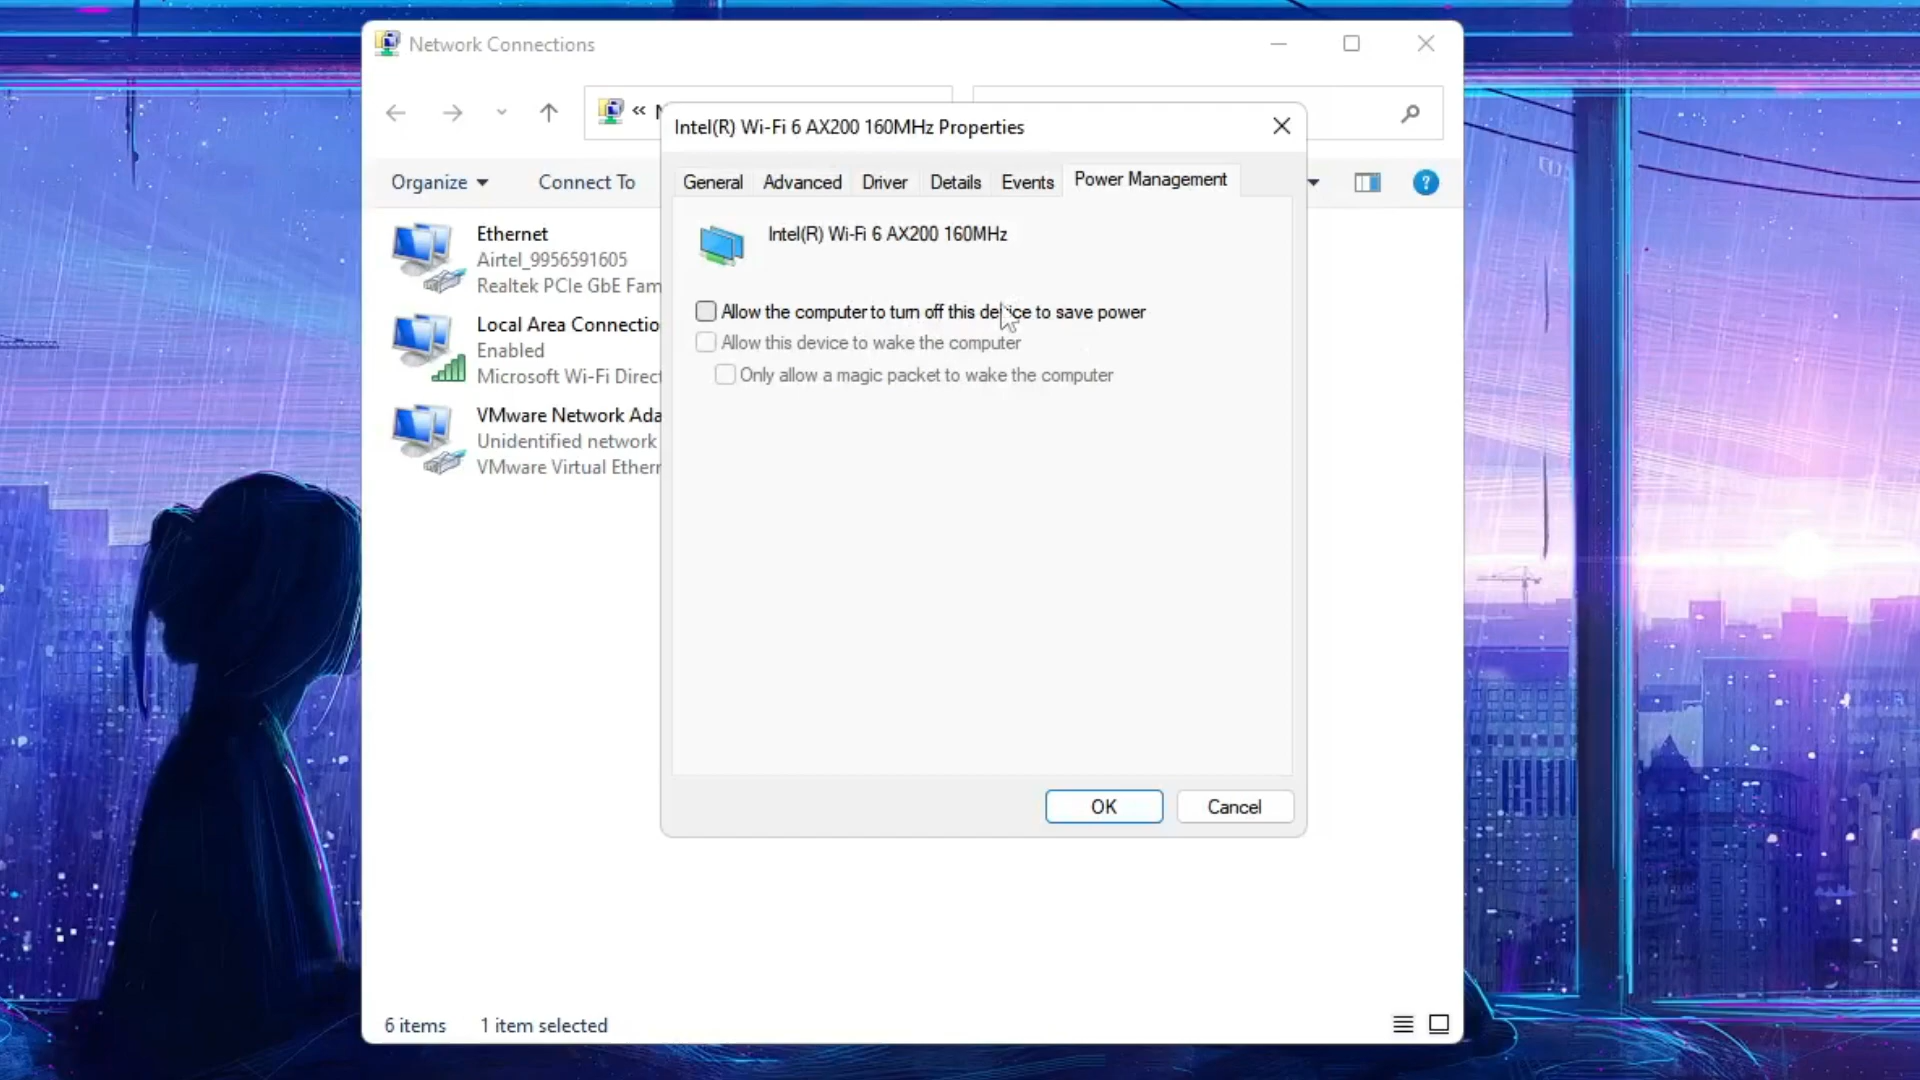 Network Connections
«
Intel(R) Wi-Fi 6 AX200 160MHz Properties
Organize
Connect To
General
Advanced
Driver
Details
Events
Power Management
?
Ethernet
Airtel_9956591605
Realtek PCIe GbE Fam
Local Area Connectio
Enabled
Microsoft Wi-Fi Direct
VMware Network Ada
Unidentified network
VMware Virtual Ethern
Intel(R) Wi-Fi 6 AX200 160MHz
Allow the computer to turn off this device to save power
Allow this device to wake the computer
Only allow a magic packet to wake the computer
OK
Cancel
6 items
1 item selected